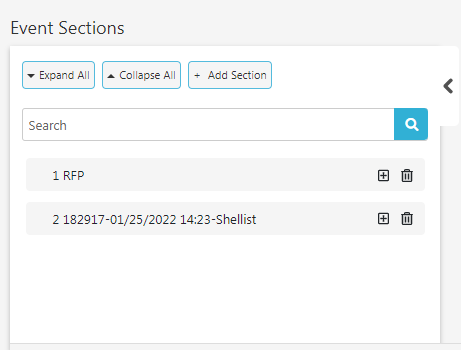 Event Sections
Expand All
Collapse All
+ Add Section
Search
1 RFP
2 182917-01/25/2022 14:23-Shellist